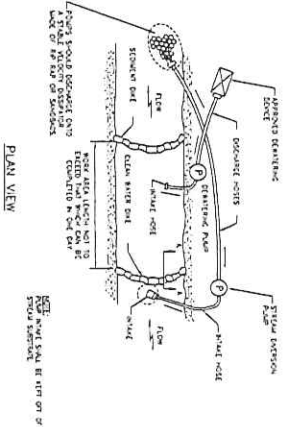 APPROVED DEWATERING
DEVICE
DISCHARGE HOSES
STREAM DIVERSION
PUMP
P
P
DEWATERING PUMP
INTAKE HOSE
INTAKE HOSE
FLOW
FLOW
SEDIMENT DIKE
CLEAN WATER DIKE
A
A
INTAKE
WORK AREA LENGTH NOT TO
EXCEED THAT WHICH CAN BE
COMPLETED IN ONE DAY
PUMPS SHOULD DISCHARGE ONTO
A STABLE VELOCITY DISSIPATOR
MADE OF RIP RAP OR SANDBAGS
NOTE:
PUMP INTAKE SHALL BE KEPT OFF OF
STREAM SUBSTRATE
PLAN VIEW